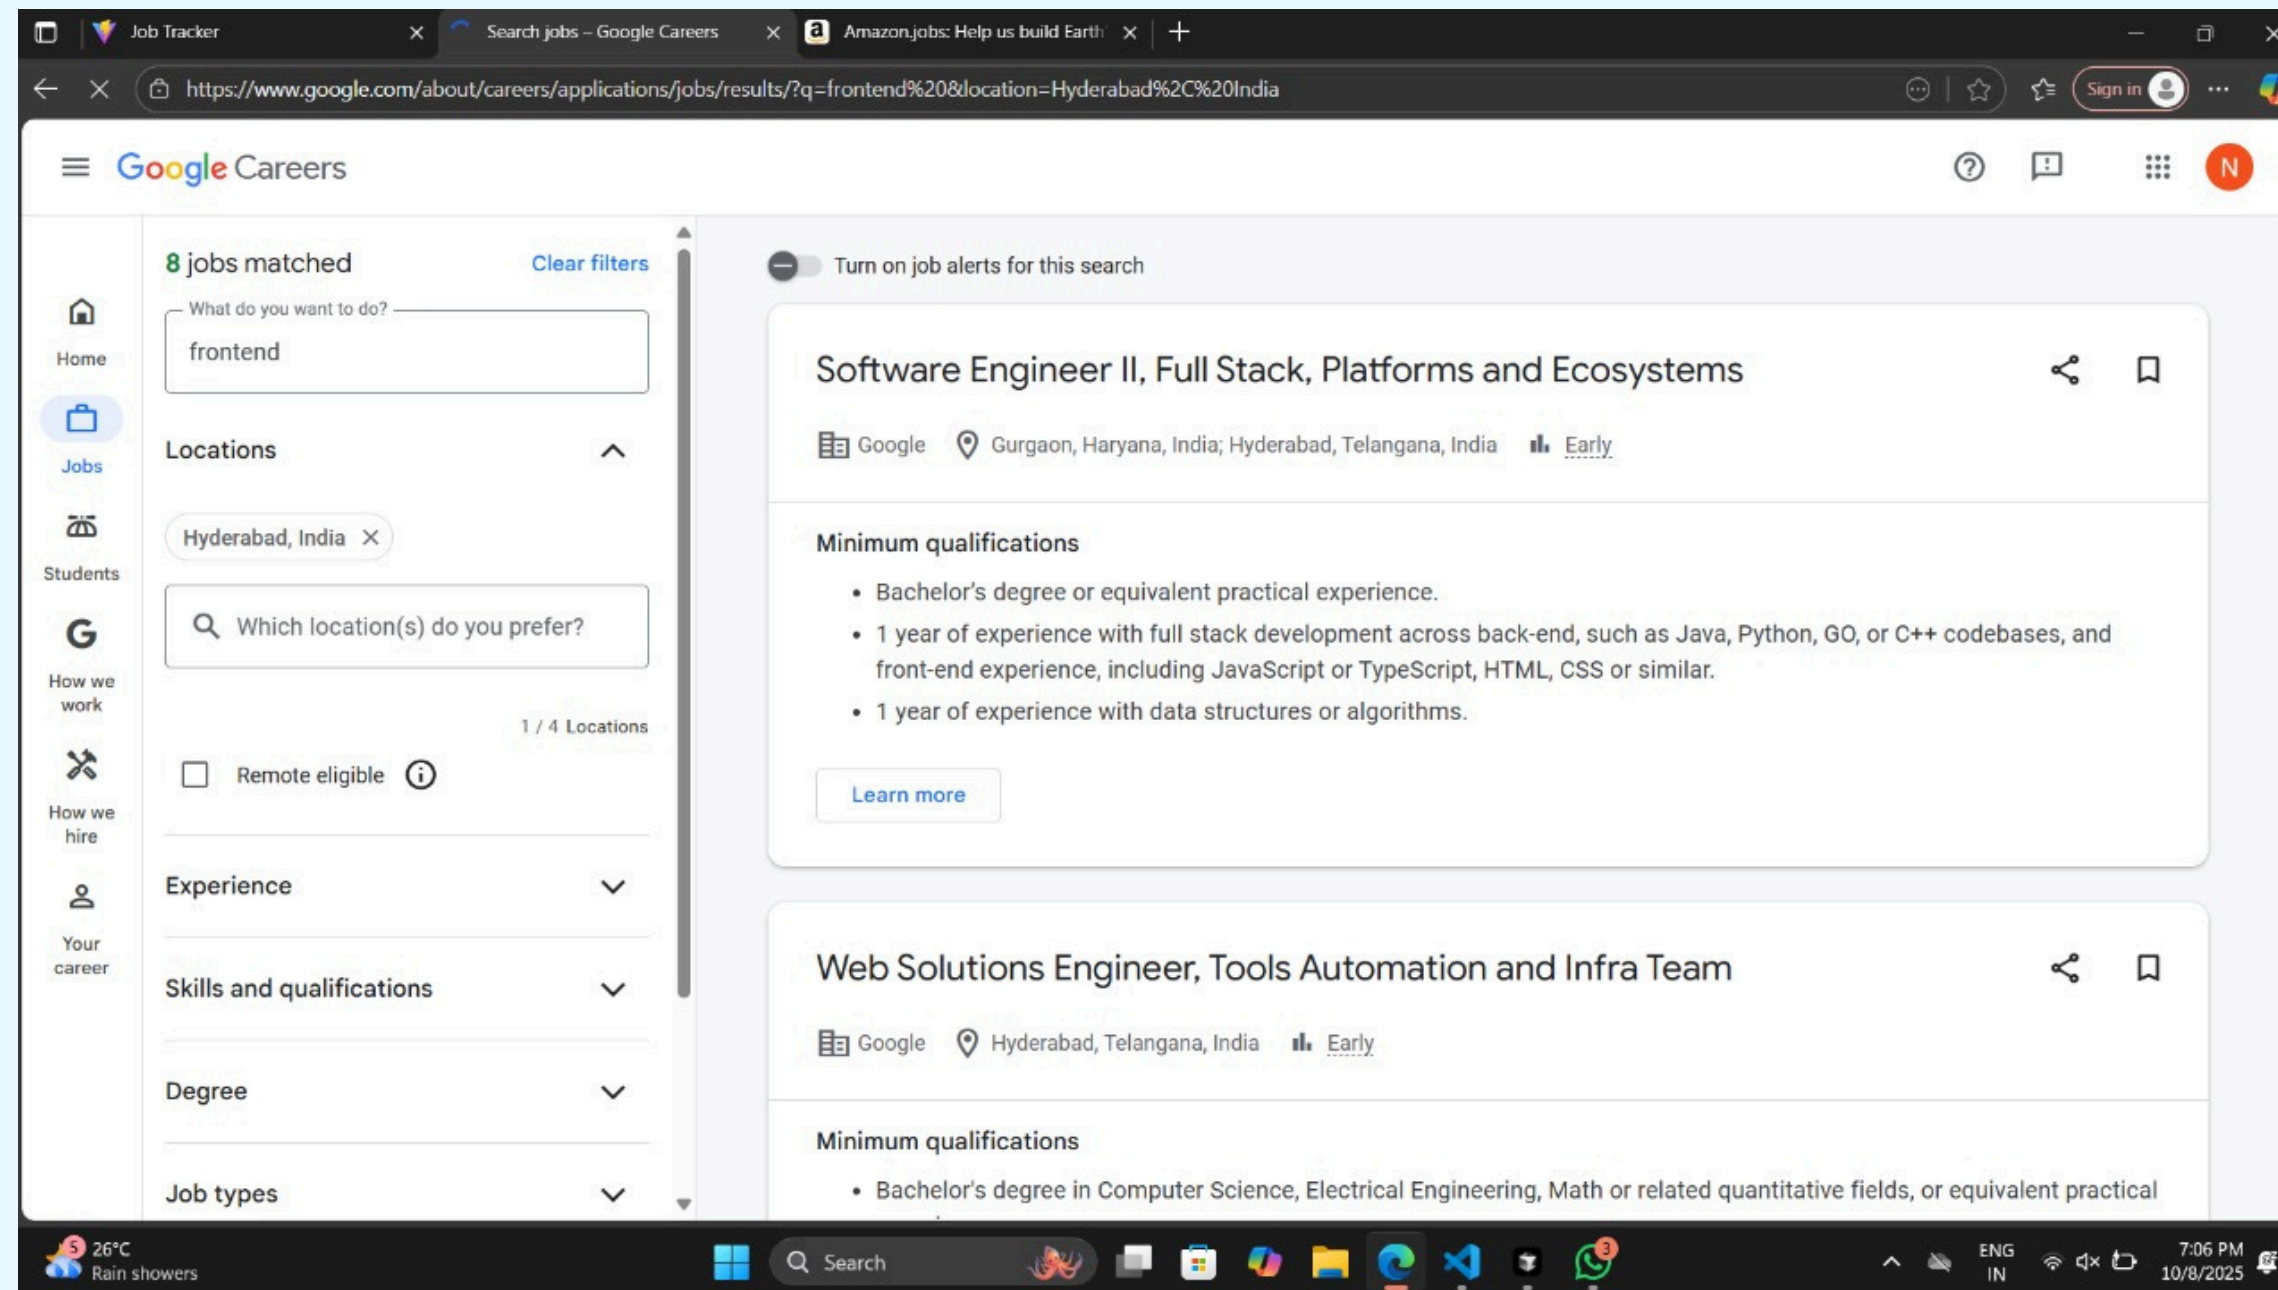 Job Tracker
Search jobs – Google Careers
Amazon.jobs: Help us build Earth'
https://www.google.com/about/careers/applications/jobs/results/?q=frontend%20&location=Hyderabad%2C%20India
Sign in
Google Careers
N
Home
Jobs
Students
How we
work
How we
hire
Your
career
8 jobs matched
Clear filters
What do you want to do?
frontend
Locations
Hyderabad, India
Which location(s) do you prefer?
1 / 4 Locations
Remote eligible
Experience
Skills and qualifications
Degree
Job types
Turn on job alerts for this search
Software Engineer II, Full Stack, Platforms and Ecosystems
Google Gurgaon, Haryana, India; Hyderabad, Telangana, India Early
Minimum qualifications
• Bachelor's degree or equivalent practical experience.
• 1 year of experience with full stack development across back-end, such as Java, Python, GO, or C++ codebases, and
front-end experience, including JavaScript or TypeScript, HTML, CSS or similar.
• 1 year of experience with data structures or algorithms.
Learn more
Web Solutions Engineer, Tools Automation and Infra Team
Google Hyderabad, Telangana, India Early
Minimum qualifications
• Bachelor's degree in Computer Science, Electrical Engineering, Math or related quantitative fields, or equivalent practical
5
26°C
Rain showers
Search
3
ENG
IN
7:06 PM
10/8/2025